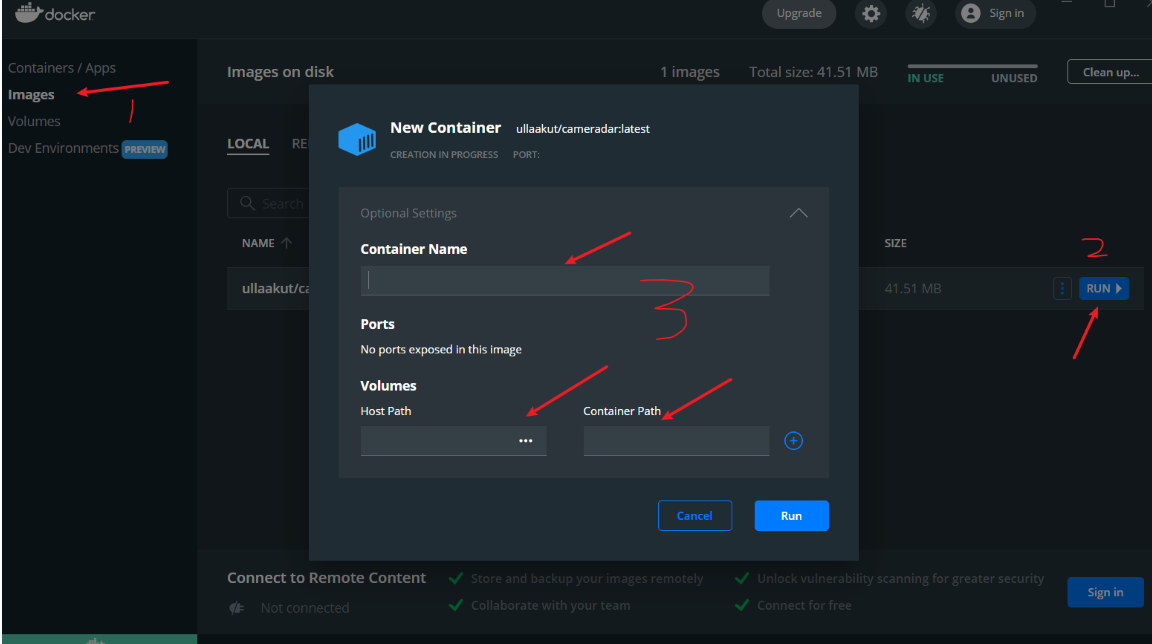 docker
Upgrade
Sign in
Containers / Apps
Images
Volumes
Dev Environments PREVIEW
1
Images on disk
1 images
Total size: 41.51 MB
IN USE
UNUSED
Clean up...
LOCAL
RE
Search
NAME
SIZE
ullaakut/ca
41.51 MB
RUN
2
New Container ullaakut/cameradar:latest
CREATION IN PROGRESS PORT:
Optional Settings
Container Name
3
Ports
No ports exposed in this image
Volumes
Host Path
Container Path
...
Cancel
Run
Connect to Remote Content
Not connected
Store and backup your images remotely
Collaborate with your team
Unlock vulnerability scanning for greater security
Connect for free
Sign in